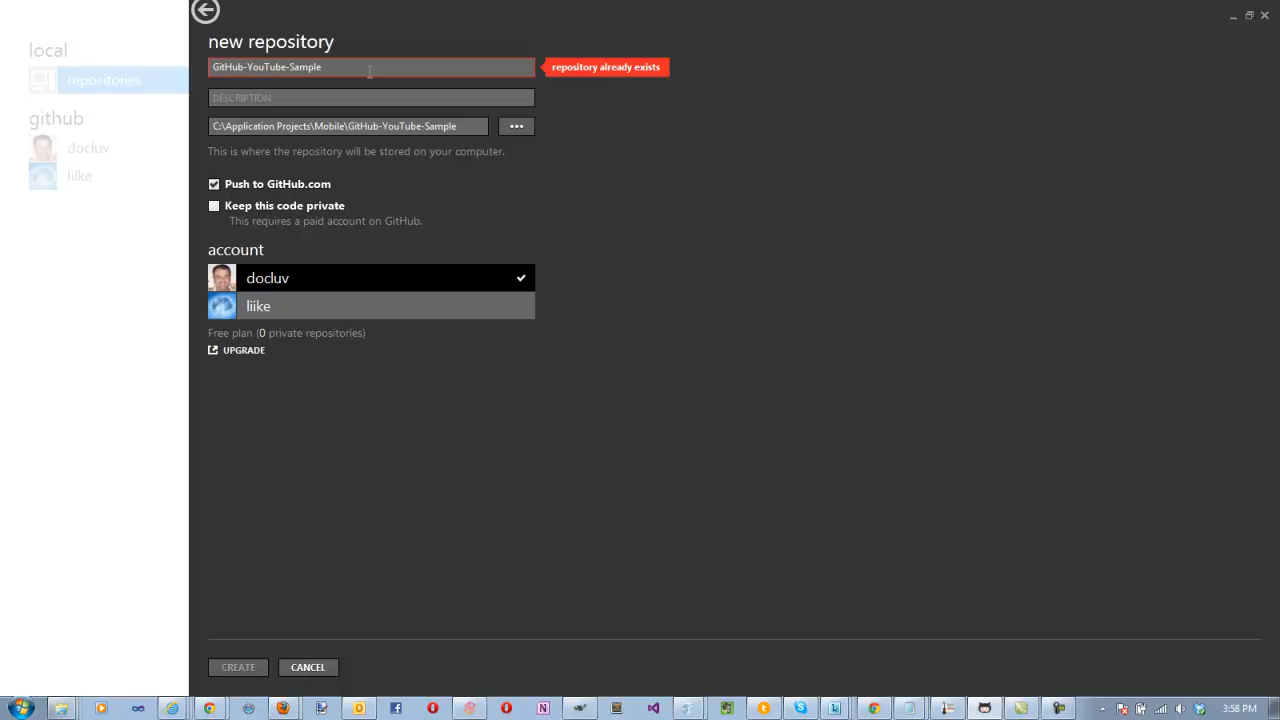 local
repositories
github
docluv
liike
new repository
GitHub-YouTube-Sample
repository already exists
DESCRIPTION
C:\Application Projects\Mobile\GitHub-YouTube-Sample
•••
This is where the repository will be stored on your computer.
Push to GitHub.com
Keep this code private
This requires a paid account on GitHub.
account
docluv
liike
Free plan (0 private repositories)
UPGRADE
CREATE
CANCEL
3:58 PM